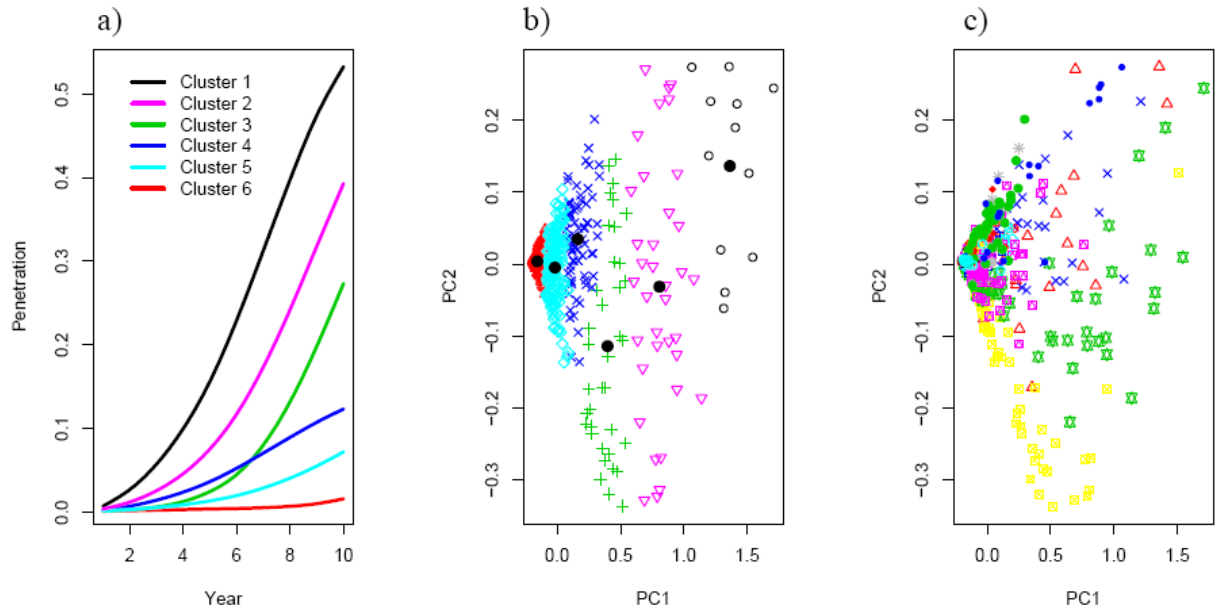 a)
Penetration
0.0
0.1
0.2
0.3
0.4
0.5
Cluster 1
Cluster 2
Cluster 3
Cluster 4
Cluster 5
Cluster 6
2 4 6 8 10
Year
b)
PC2
−0.3
−0.2
−0.1
0.0
0.1
0.2
0.0 0.5 1.0 1.5
PC1
c)
PC2
−0.3
−0.2
−0.1
0.0
0.1
0.2
0.0 0.5 1.0 1.5
PC1